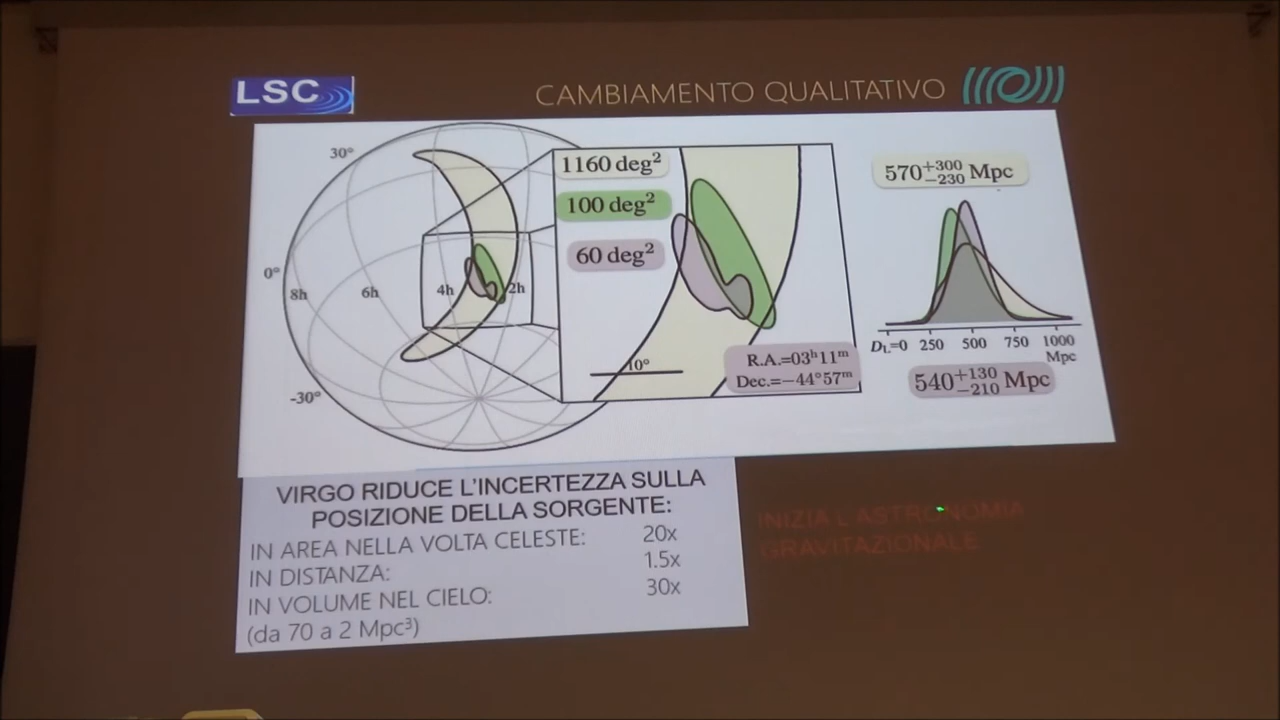 LSC
CAMBIAMENTO QUALITATIVO
30°
0°
-30°
8h
6h
4h
2h
1160 deg²
100 deg²
60 deg²
10°
R.A.=03ʰ11ᵐ
Dec.=−44°57ᵐ
570+300−230 Mpc
DL=0 250 500 750 1000
Mpc
540+130−210 Mpc
VIRGO RIDUCE L'INCERTEZZA SULLA
POSIZIONE DELLA SORGENTE:
IN AREA NELLA VOLTA CELESTE: 20x
IN DISTANZA: 1.5x
IN VOLUME NEL CIELO: 30x
(da 70 a 2 Mpc³)
INIZIA L'ASTRONOMIA
GRAVITAZIONALE